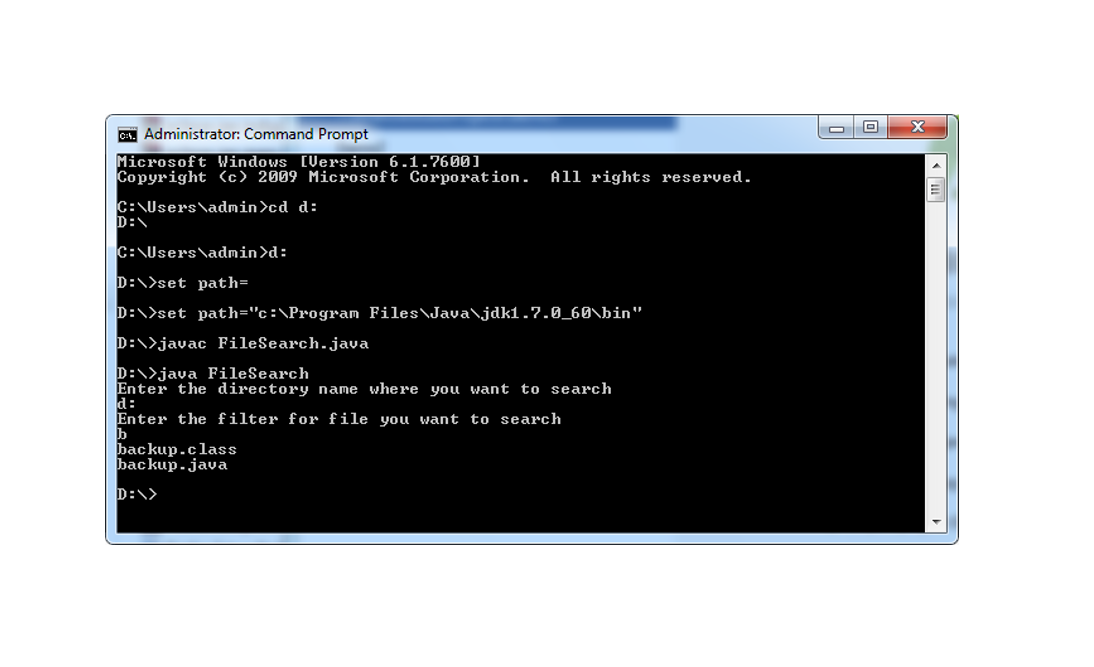 Administrator: Command Prompt
Microsoft Windows [Version 6.1.7600]
Copyright (c) 2009 Microsoft Corporation.  All rights reserved.
C:\Users\admin>cd d:
D:\
C:\Users\admin>d:
D:\>set path=
D:\>set path="c:\Program Files\Java\jdk1.7.0_60\bin"
D:\>javac FileSearch.java
D:\>java FileSearch
Enter the directory name where you want to search
d:
Enter the filter for file you want to search
b
backup.class
backup.java
D:\>